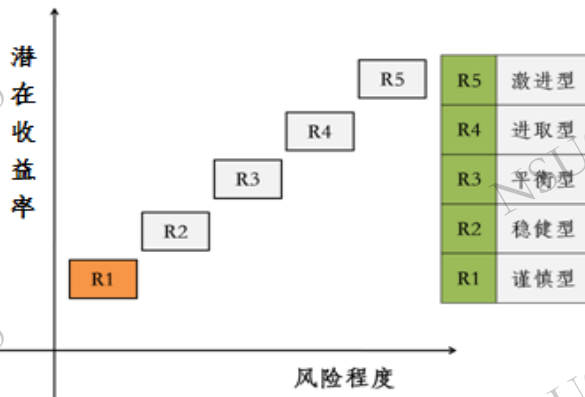 潜在收益率
R5
R4
R3
R2
R1
风险程度
R5 激进型
R4 进取型
R3 平衡型
R2 稳健型
R1 谨慎型